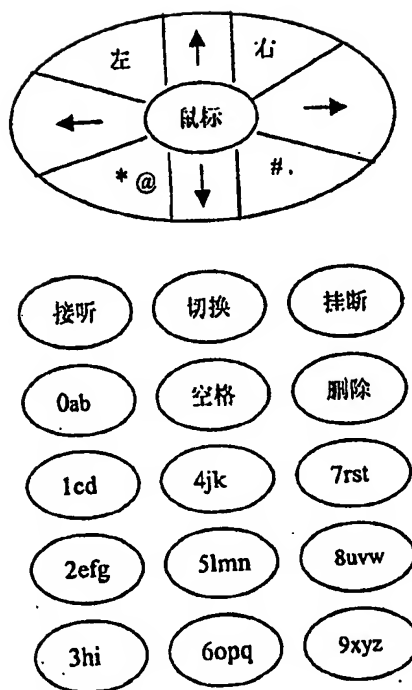 左 ↑ 右
← 鼠标 →
*@ ↓ #.
接听 切换 挂断
0ab 空格 删除
1cd 4jk 7rst
2efg 5lmn 8uvw
3hi 6opq 9xyz